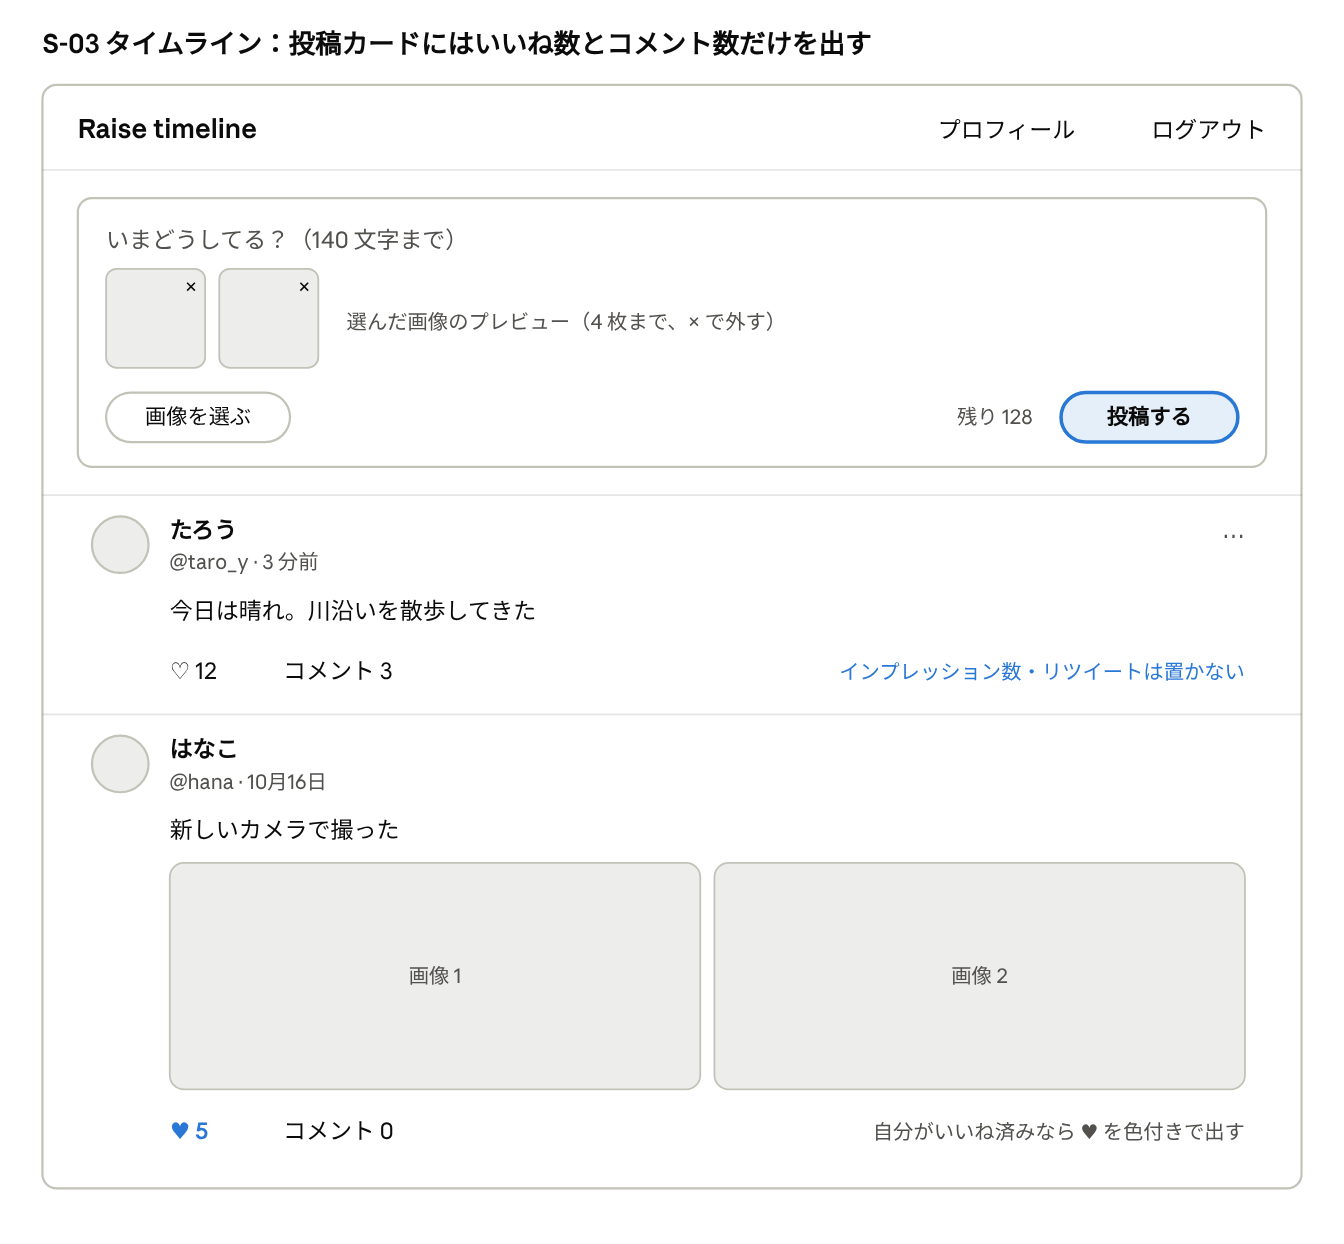 S-03 タイムライン：投稿カードにはいいね数とコメント数だけを出す
Raise timeline
プロフィール
ログアウト
いまどうしてる？（140 文字まで）
×
×
選んだ画像のプレビュー（4 枚まで、× で外す）
画像を選ぶ
残り 128
投稿する
たろう
…
@taro_y · 3 分前
今日は晴れ。川沿いを散歩してきた
♡ 12
コメント 3
インプレッション数・リツイートは置かない
はなこ
@hana · 10月16日
新しいカメラで撮った
画像 1
画像 2
♥ 5
コメント 0
自分がいいね済みなら ♥ を色付きで出す